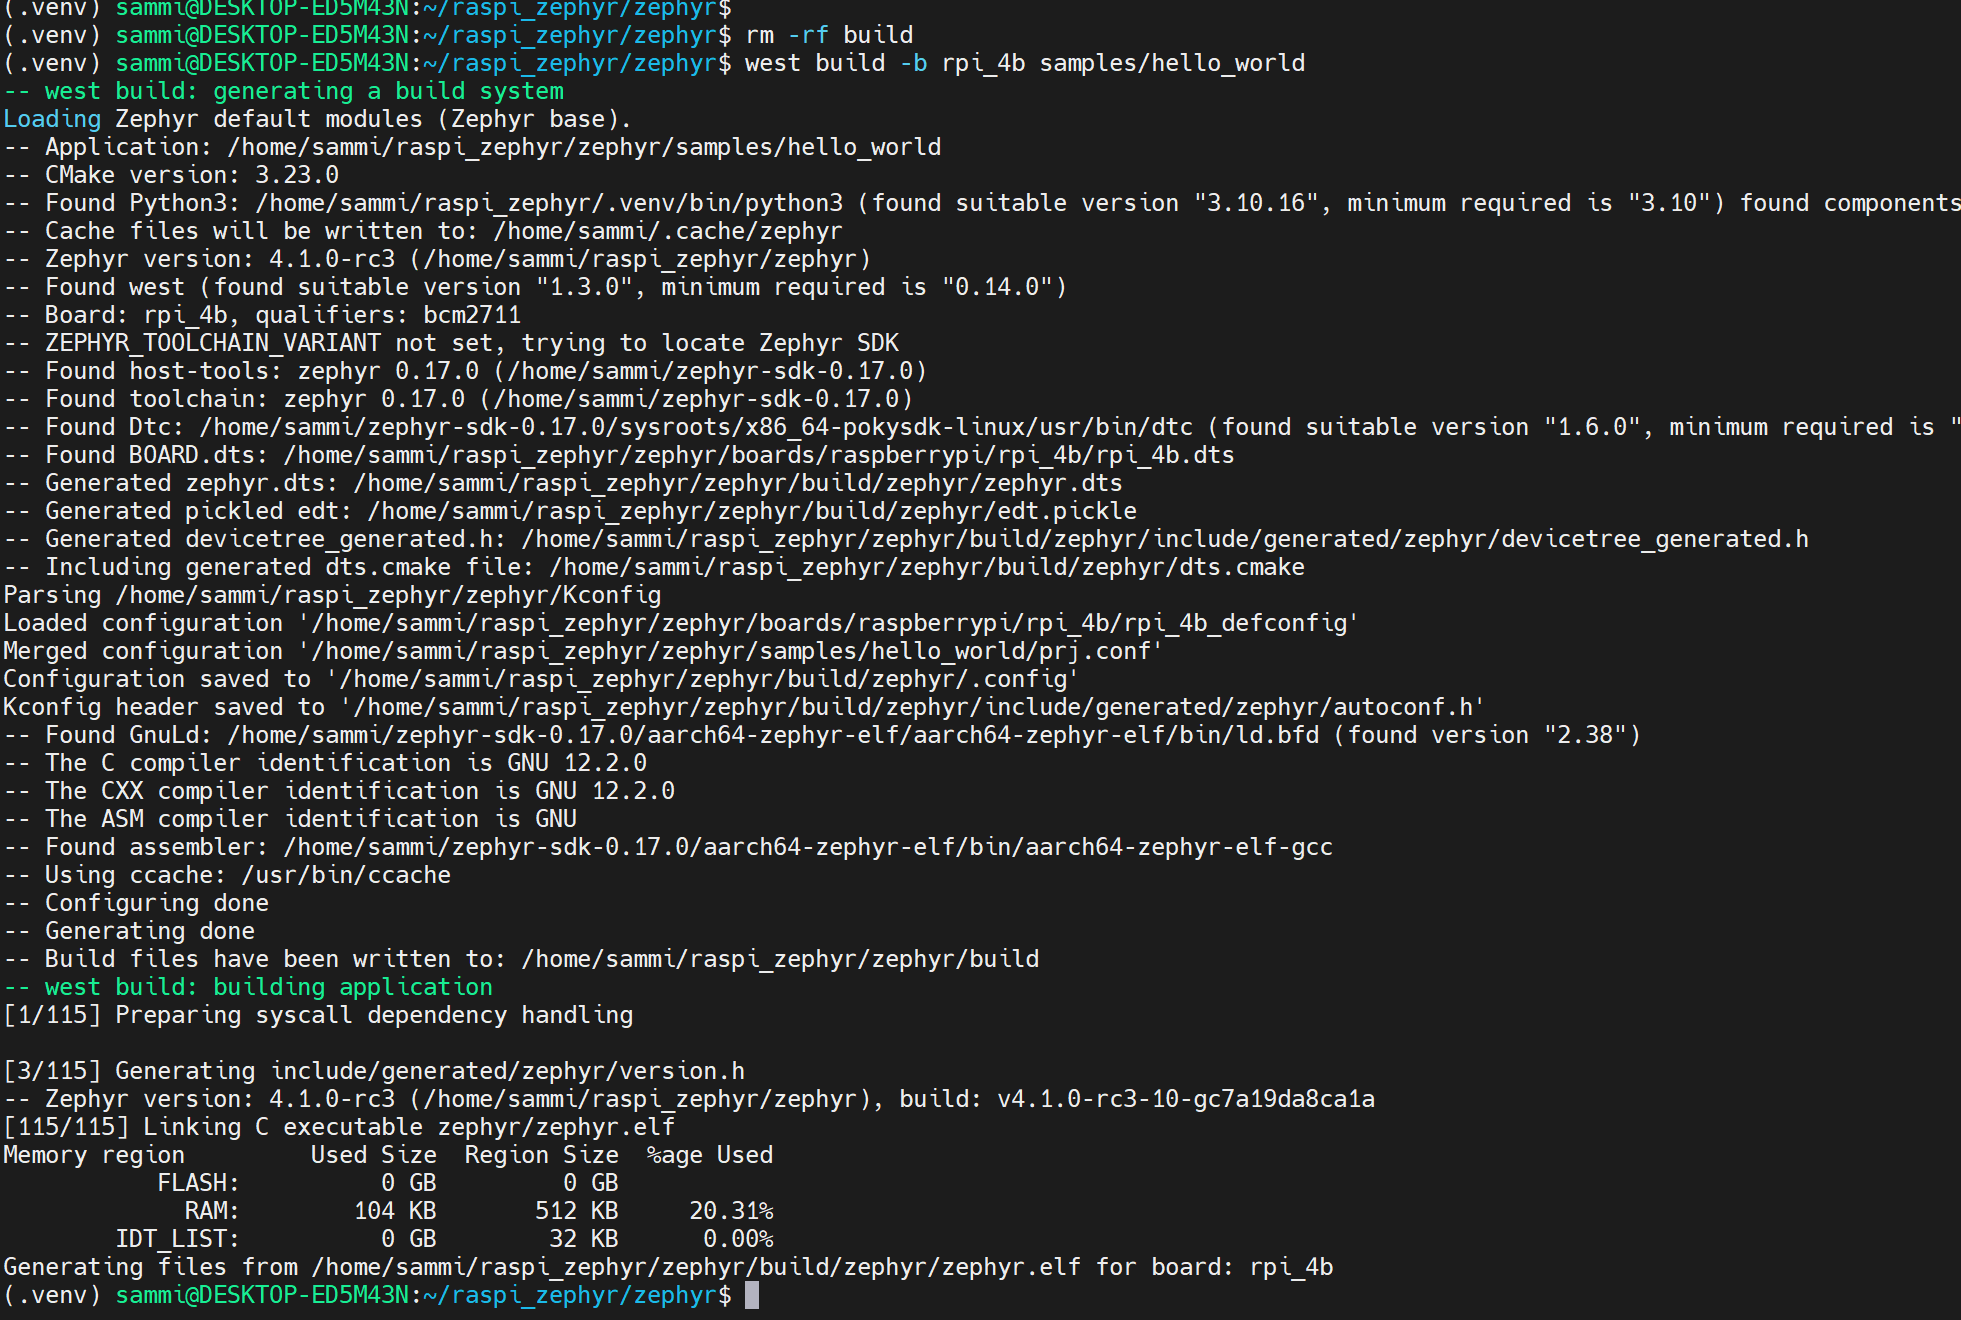 (.venv) sammi@DESKTOP-ED5M43N:~/raspi_zephyr/zephyr$
(.venv) sammi@DESKTOP-ED5M43N:~/raspi_zephyr/zephyr$ rm -rf build
(.venv) sammi@DESKTOP-ED5M43N:~/raspi_zephyr/zephyr$ west build -b rpi_4b samples/hello_world
-- west build: generating a build system
Loading Zephyr default modules (Zephyr base).
-- Application: /home/sammi/raspi_zephyr/zephyr/samples/hello_world
-- CMake version: 3.23.0
-- Found Python3: /home/sammi/raspi_zephyr/.venv/bin/python3 (found suitable version "3.10.16", minimum required is "3.10") found components
-- Cache files will be written to: /home/sammi/.cache/zephyr
-- Zephyr version: 4.1.0-rc3 (/home/sammi/raspi_zephyr/zephyr)
-- Found west (found suitable version "1.3.0", minimum required is "0.14.0")
-- Board: rpi_4b, qualifiers: bcm2711
-- ZEPHYR_TOOLCHAIN_VARIANT not set, trying to locate Zephyr SDK
-- Found host-tools: zephyr 0.17.0 (/home/sammi/zephyr-sdk-0.17.0)
-- Found toolchain: zephyr 0.17.0 (/home/sammi/zephyr-sdk-0.17.0)
-- Found Dtc: /home/sammi/zephyr-sdk-0.17.0/sysroots/x86_64-pokysdk-linux/usr/bin/dtc (found suitable version "1.6.0", minimum required is "
-- Found BOARD.dts: /home/sammi/raspi_zephyr/zephyr/boards/raspberrypi/rpi_4b/rpi_4b.dts
-- Generated zephyr.dts: /home/sammi/raspi_zephyr/zephyr/build/zephyr/zephyr.dts
-- Generated pickled edt: /home/sammi/raspi_zephyr/zephyr/build/zephyr/edt.pickle
-- Generated devicetree_generated.h: /home/sammi/raspi_zephyr/zephyr/build/zephyr/include/generated/zephyr/devicetree_generated.h
-- Including generated dts.cmake file: /home/sammi/raspi_zephyr/zephyr/build/zephyr/dts.cmake
Parsing /home/sammi/raspi_zephyr/zephyr/Kconfig
Loaded configuration '/home/sammi/raspi_zephyr/zephyr/boards/raspberrypi/rpi_4b/rpi_4b_defconfig'
Merged configuration '/home/sammi/raspi_zephyr/zephyr/samples/hello_world/prj.conf'
Configuration saved to '/home/sammi/raspi_zephyr/zephyr/build/zephyr/.config'
Kconfig header saved to '/home/sammi/raspi_zephyr/zephyr/build/zephyr/include/generated/zephyr/autoconf.h'
-- Found GnuLd: /home/sammi/zephyr-sdk-0.17.0/aarch64-zephyr-elf/aarch64-zephyr-elf/bin/ld.bfd (found version "2.38")
-- The C compiler identification is GNU 12.2.0
-- The CXX compiler identification is GNU 12.2.0
-- The ASM compiler identification is GNU
-- Found assembler: /home/sammi/zephyr-sdk-0.17.0/aarch64-zephyr-elf/bin/aarch64-zephyr-elf-gcc
-- Using ccache: /usr/bin/ccache
-- Configuring done
-- Generating done
-- Build files have been written to: /home/sammi/raspi_zephyr/zephyr/build
-- west build: building application
[1/115] Preparing syscall dependency handling
[3/115] Generating include/generated/zephyr/version.h
-- Zephyr version: 4.1.0-rc3 (/home/sammi/raspi_zephyr/zephyr), build: v4.1.0-rc3-10-gc7a19da8ca1a
[115/115] Linking C executable zephyr/zephyr.elf
Memory region         Used Size  Region Size  %age Used
           FLASH:          0 GB         0 GB
             RAM:        104 KB       512 KB     20.31%
        IDT_LIST:          0 GB        32 KB      0.00%
Generating files from /home/sammi/raspi_zephyr/zephyr/build/zephyr/zephyr.elf for board: rpi_4b
(.venv) sammi@DESKTOP-ED5M43N:~/raspi_zephyr/zephyr$